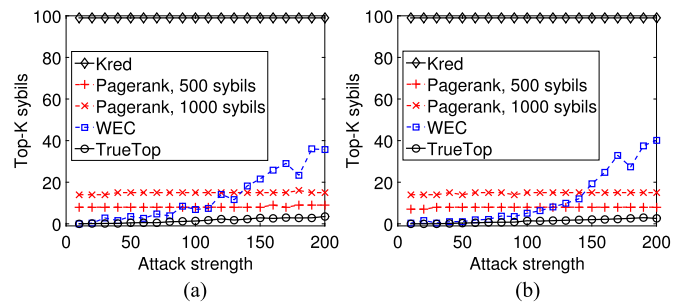 100
80
60
40
20
0
Top-K sybils
Kred
Pagerank, 500 sybils
Pagerank, 1000 sybils
WEC
TrueTop
0 50 100 150 200
Attack strength
(a)
100
80
60
40
20
0
Top-K sybils
Kred
Pagerank, 500 sybils
Pagerank, 1000 sybils
WEC
TrueTop
0 50 100 150 200
Attack strength
(b)